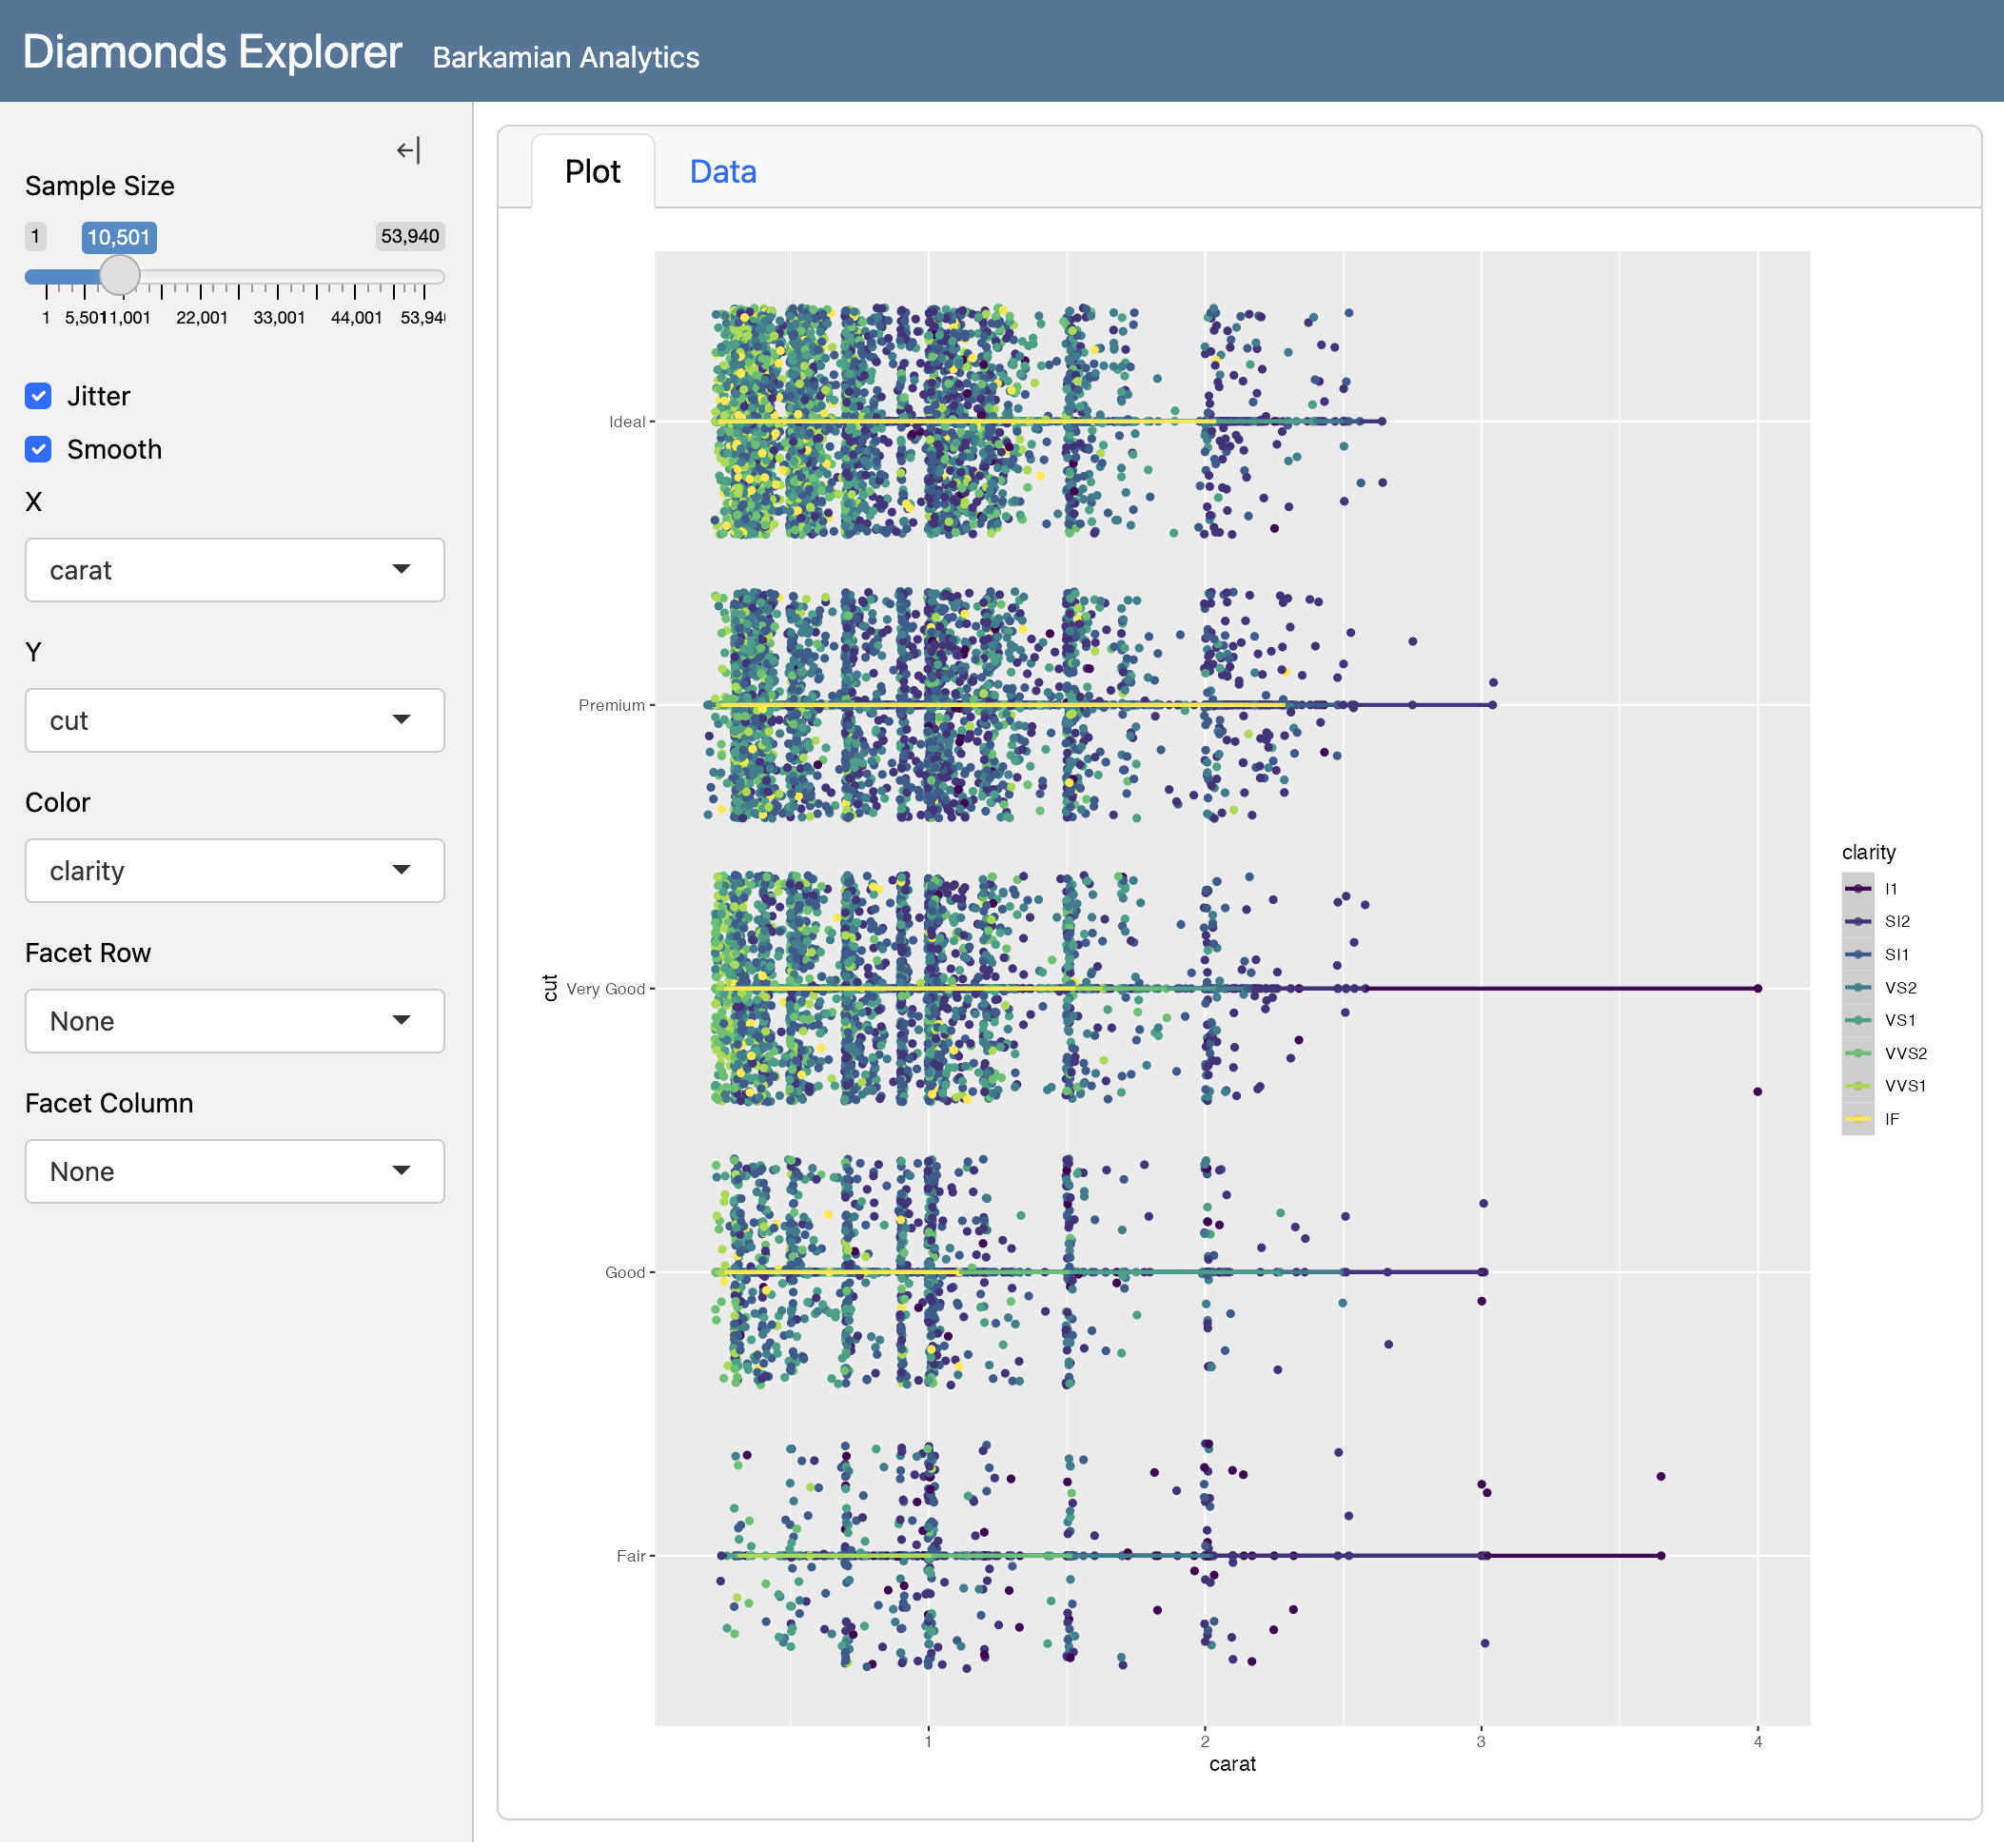 Diamonds Explorer Barkamian Analytics
Sample Size
1 10,501 53,940
1 5,501 11,001 22,001 33,001 44,001
Jitter
Smooth
X
carat
Y
cut
Color
clarity
Facet Row
None
Facet Column
None
Plot Data
Ideal
Premium
Very Good
Good
Fair
cut
1 2 3 4
carat
clarity
I1
SI2
SI1
VS2
VS1
VVS2
VVS1
IF